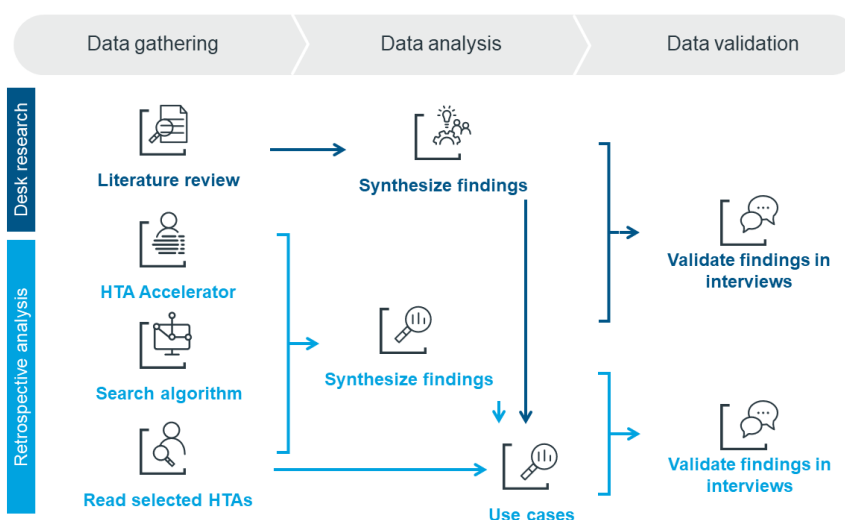 Data gathering
Data analysis
Data validation
Desk research
Literature review
Synthesize findings
Validate findings in
interviews
Retrospective analysis
HTA Accelerator
Search algorithm
Synthesize findings
Read selected HTAs
Use cases
Validate findings in
interviews